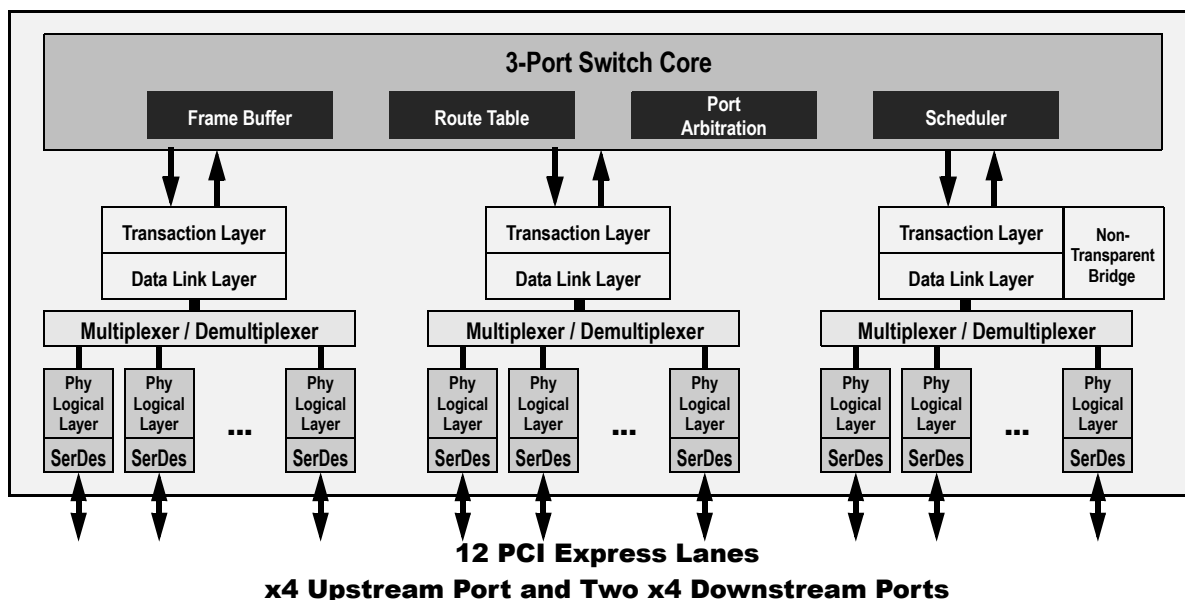 3-Port Switch Core
Frame Buffer
Route Table
Port
Arbitration
Scheduler
Transaction Layer
Data Link Layer
Transaction Layer
Data Link Layer
Transaction Layer
Data Link Layer
Non-
Transparent
Bridge
Multiplexer / Demultiplexer
Multiplexer / Demultiplexer
Multiplexer / Demultiplexer
Phy
Logical
Layer
SerDes
Phy
Logical
Layer
SerDes
...
Phy
Logical
Layer
SerDes
Phy
Logical
Layer
SerDes
Phy
Logical
Layer
SerDes
...
Phy
Logical
Layer
SerDes
Phy
Logical
Layer
SerDes
Phy
Logical
Layer
SerDes
...
Phy
Logical
Layer
SerDes
12 PCI Express Lanes
x4 Upstream Port and Two x4 Downstream Ports